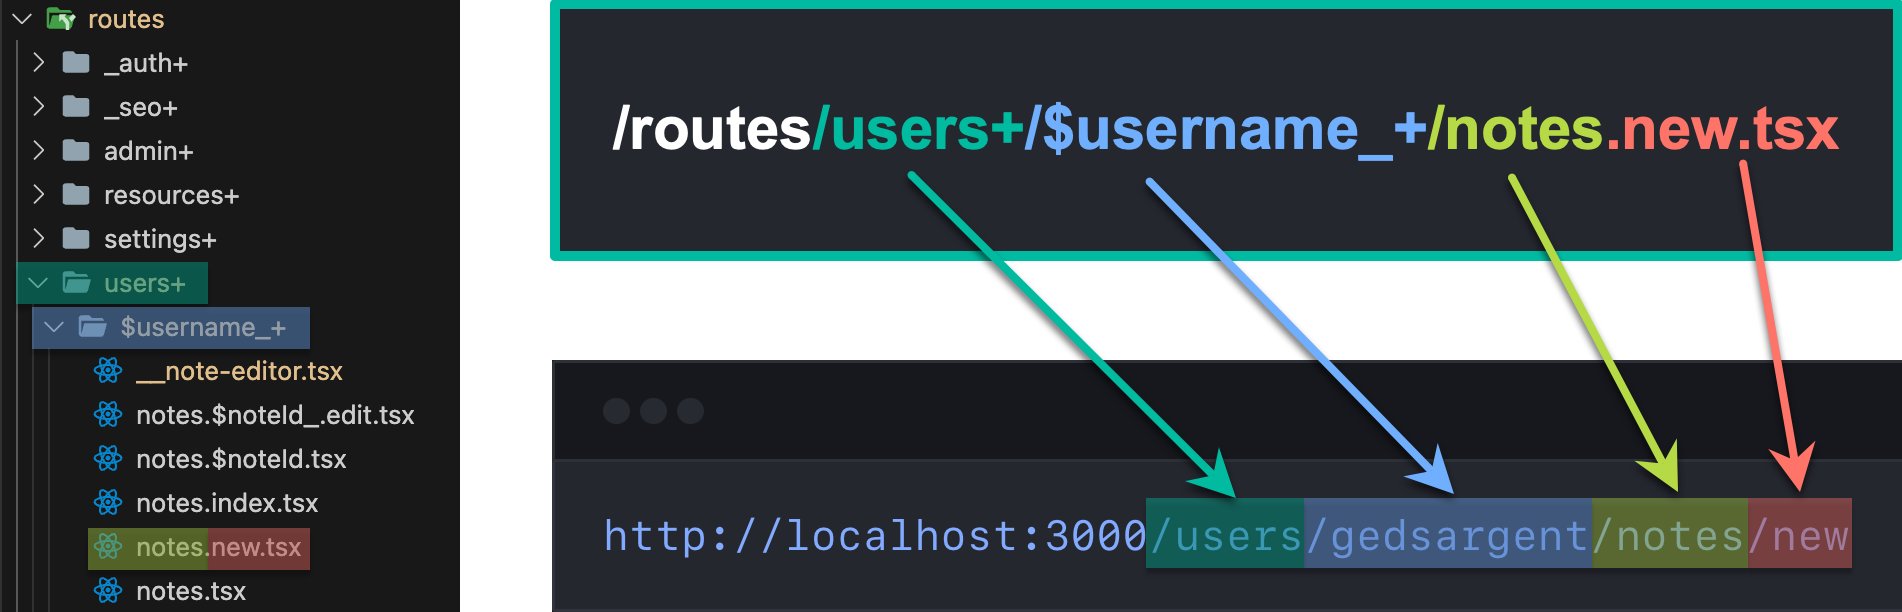 routes
_auth+
_seo+
admin+
resources+
settings+
users+
$username_+
__note-editor.tsx
notes.$noteId_.edit.tsx
notes.$noteId.tsx
notes.index.tsx
notes.new.tsx
notes.tsx
/routes/users+/$username_+/notes.new.tsx
http://localhost:3000/users/gedsargent/notes/new